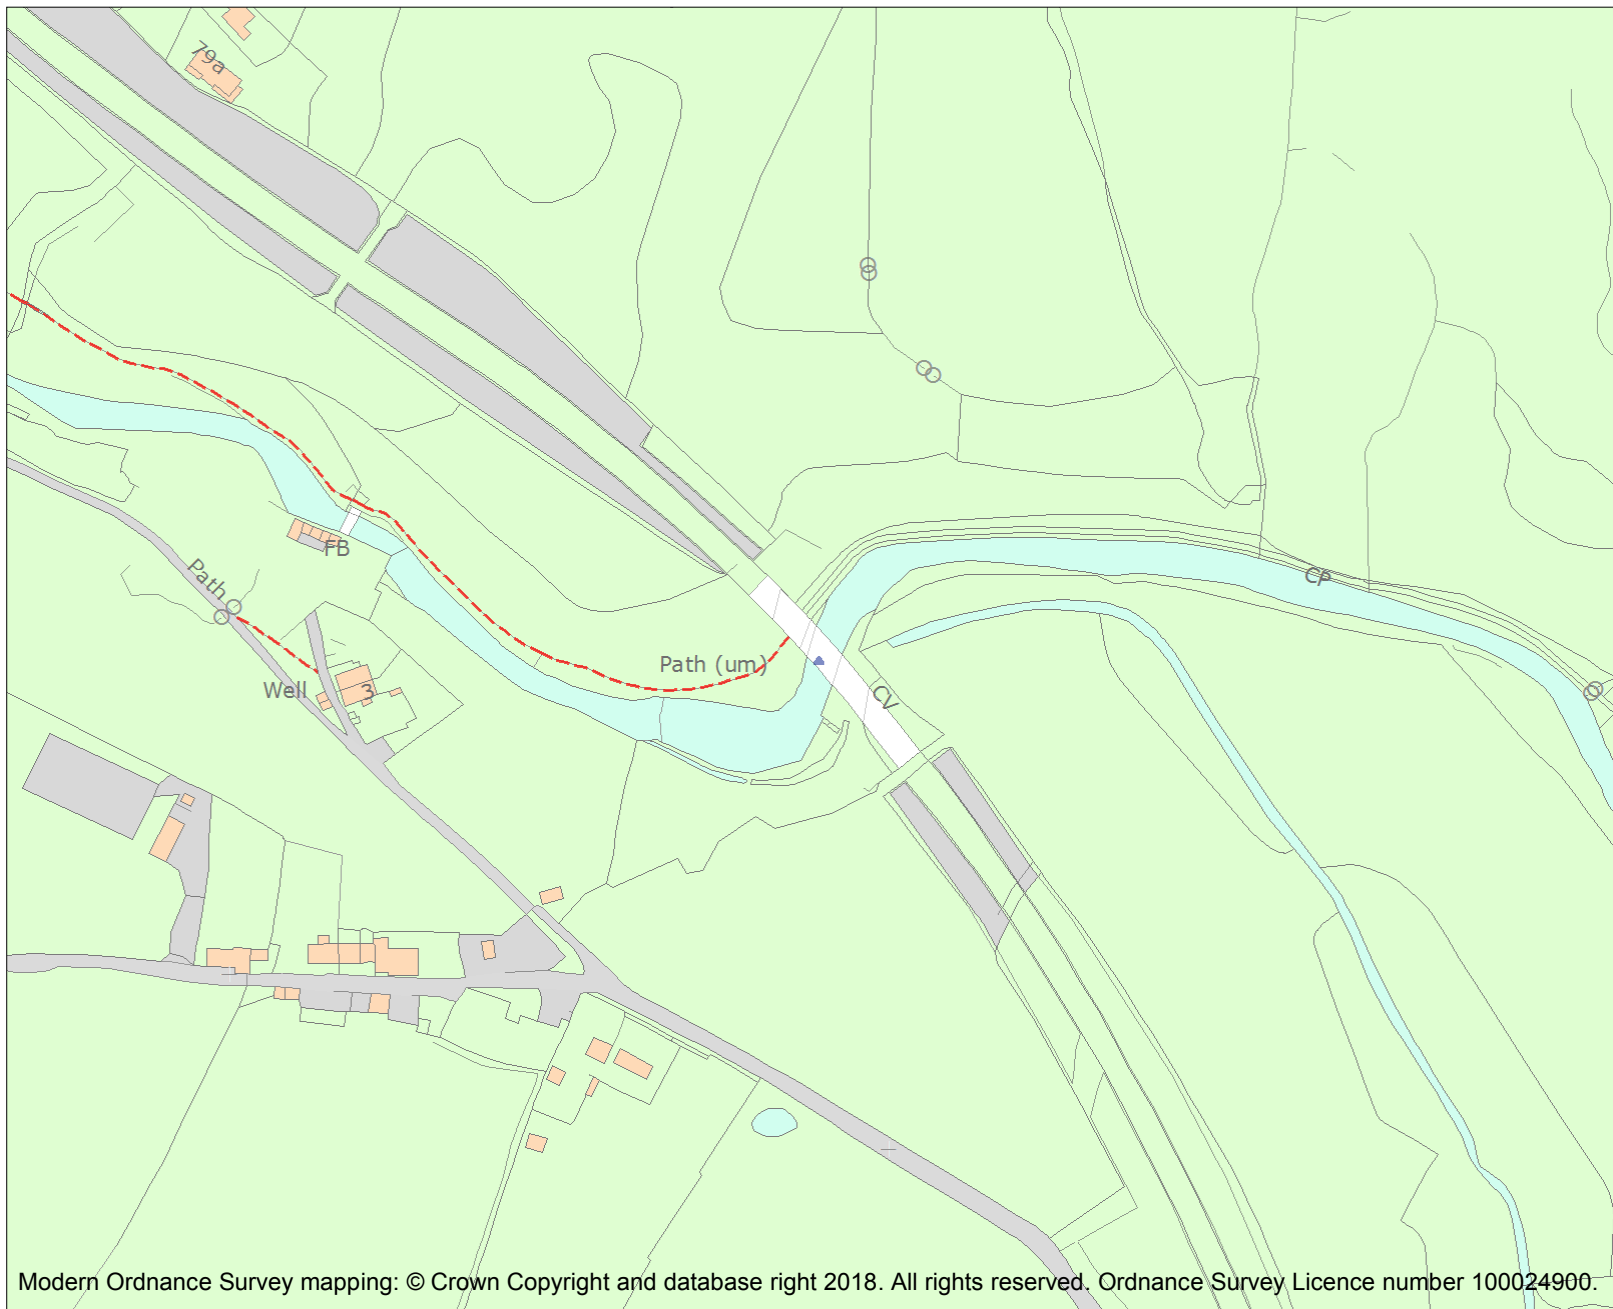 79a
FB
Path
Cp
Path (um)
Well
3
CV
Modern Ordnance Survey mapping: © Crown Copyright and database right 2018. All rights reserved. Ordnance Survey Licence number 100024900.